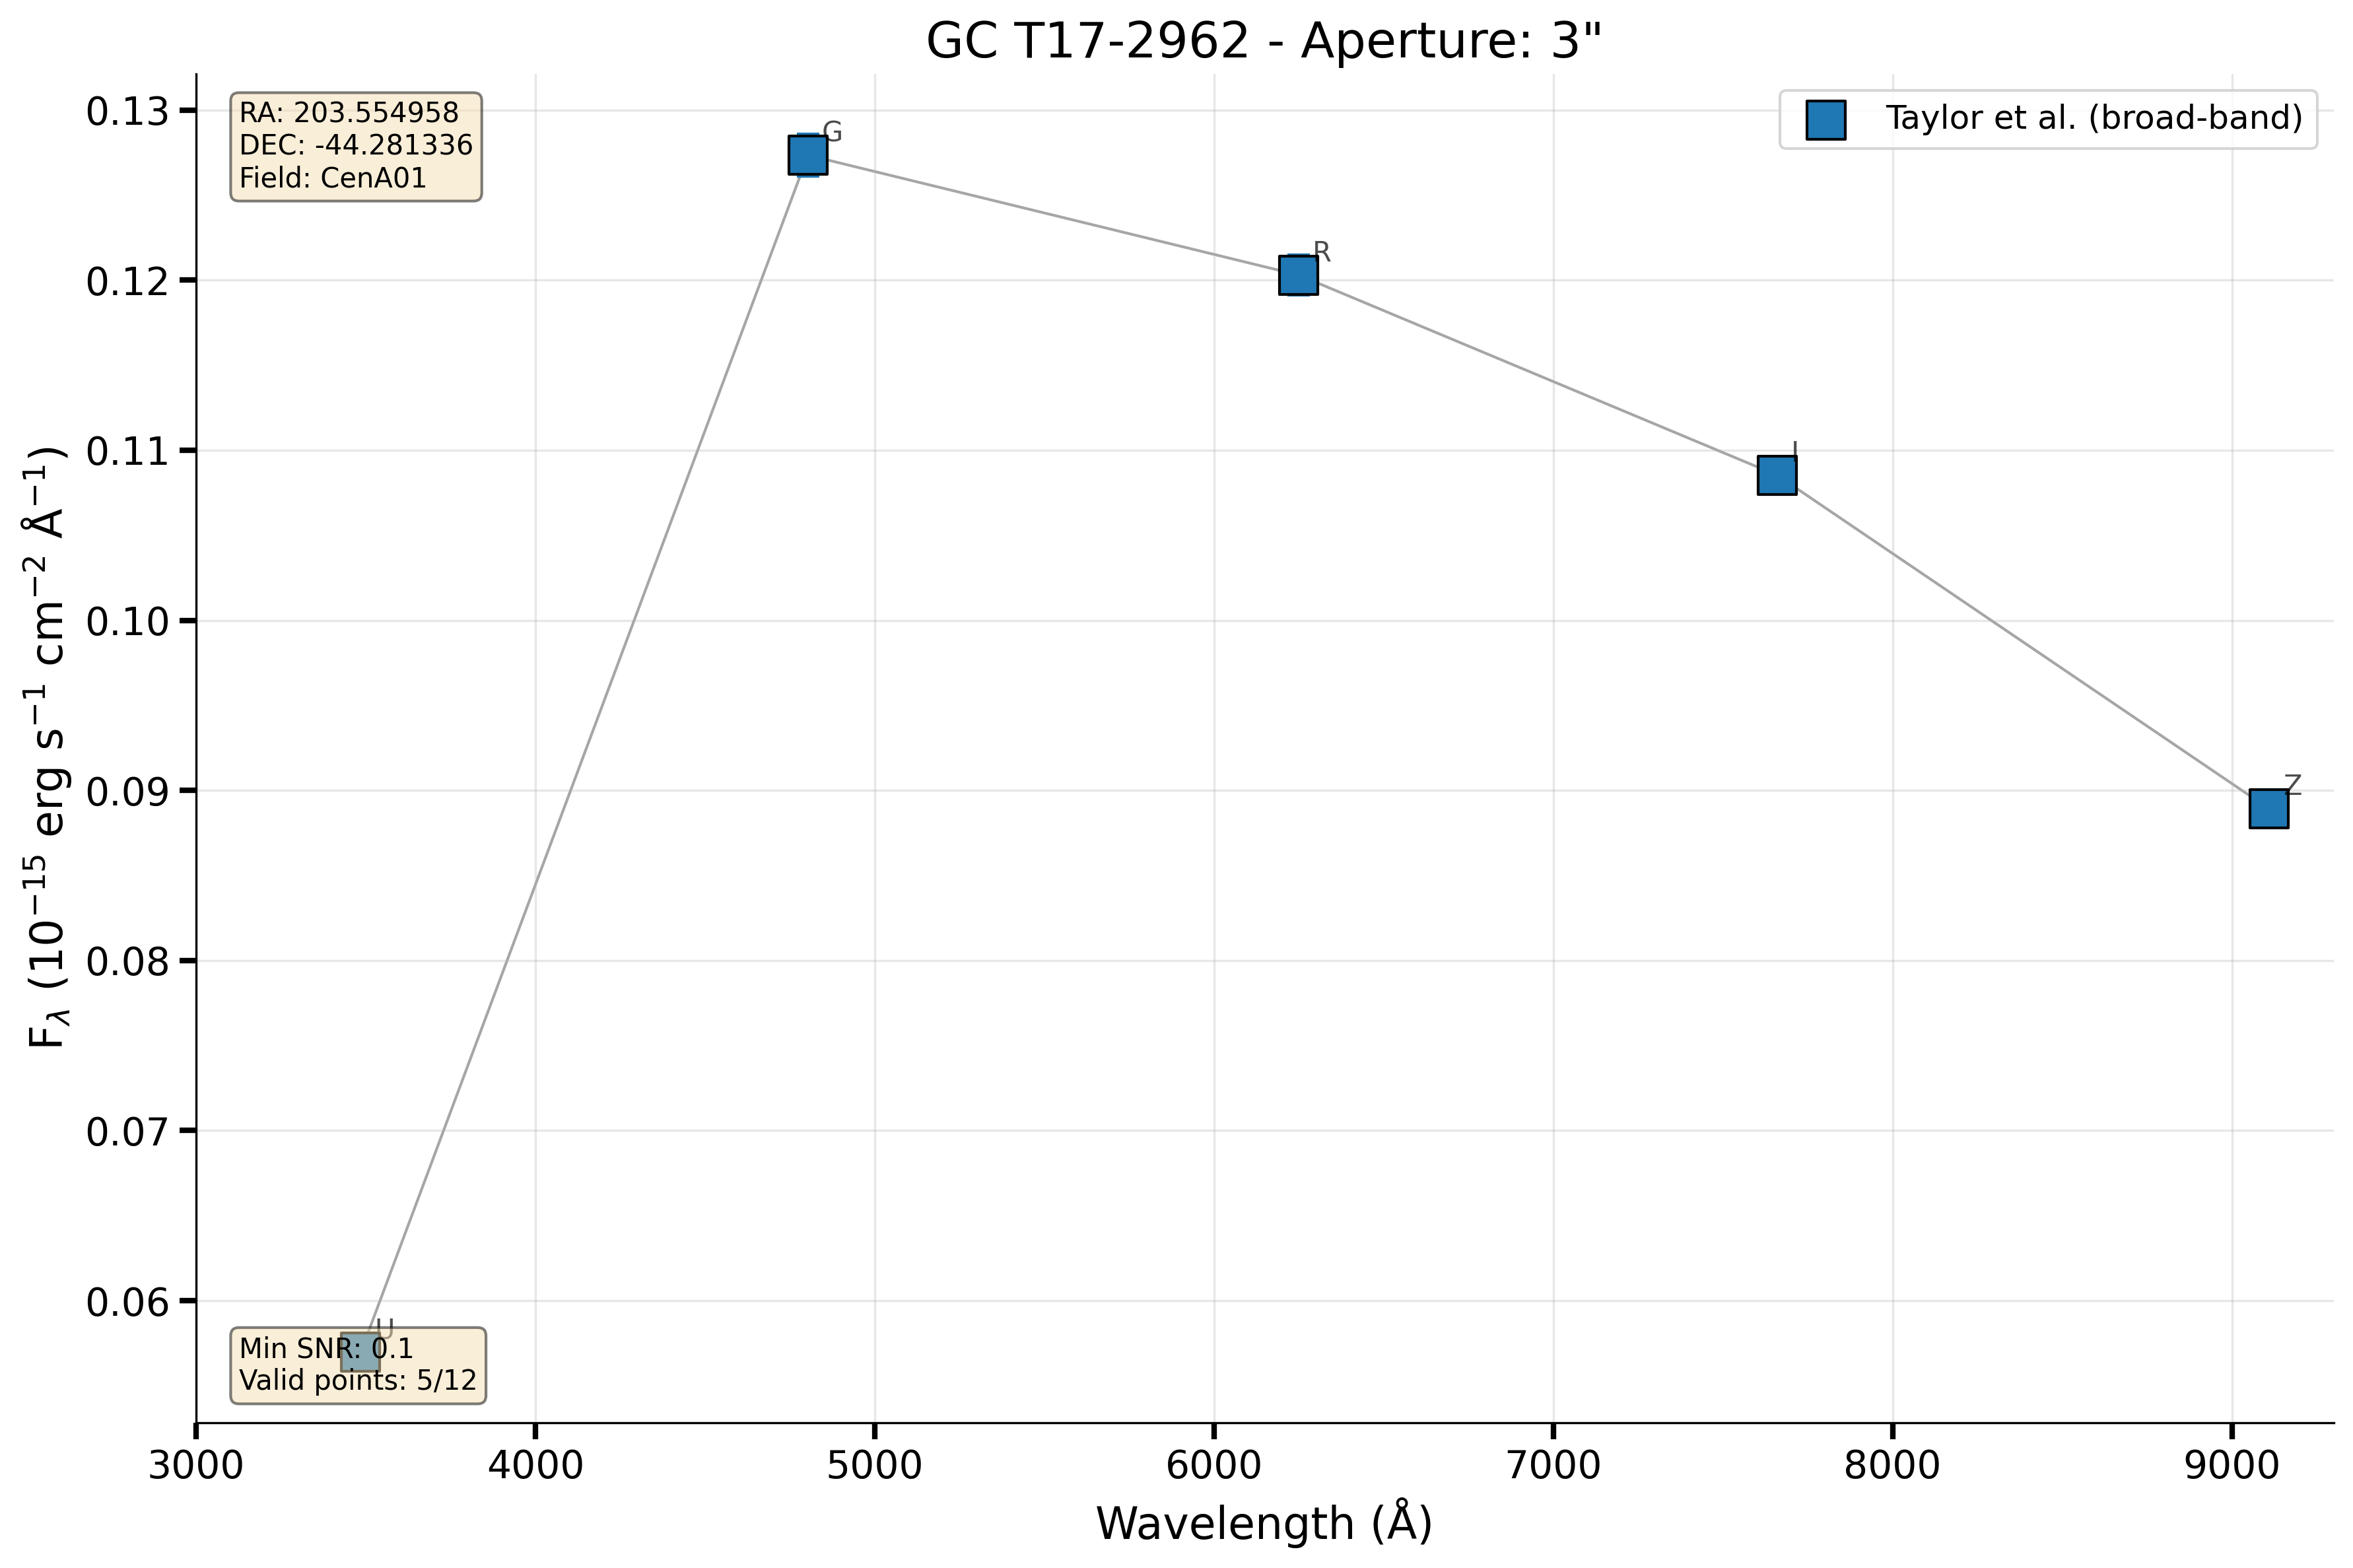 GC T17-2962 - Aperture: 3"
RA: 203.554958
DEC: -44.281336
Field: CenA01
Taylor et al. (broad-band)
G
R
I
Z
U
Min SNR: 0.1
Valid points: 5/12
0.13
0.12
0.11
0.10
0.09
0.08
0.07
0.06
F_λ (10⁻¹⁵ erg s⁻¹ cm⁻² Å⁻¹)
3000 4000 5000 6000 7000 8000 9000
Wavelength (Å)